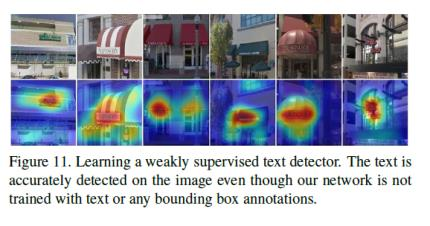 Figure 11. Learning a weakly supervised text detector. The text is
accurately detected on the image even though our network is not
trained with text or any bounding box annotations.